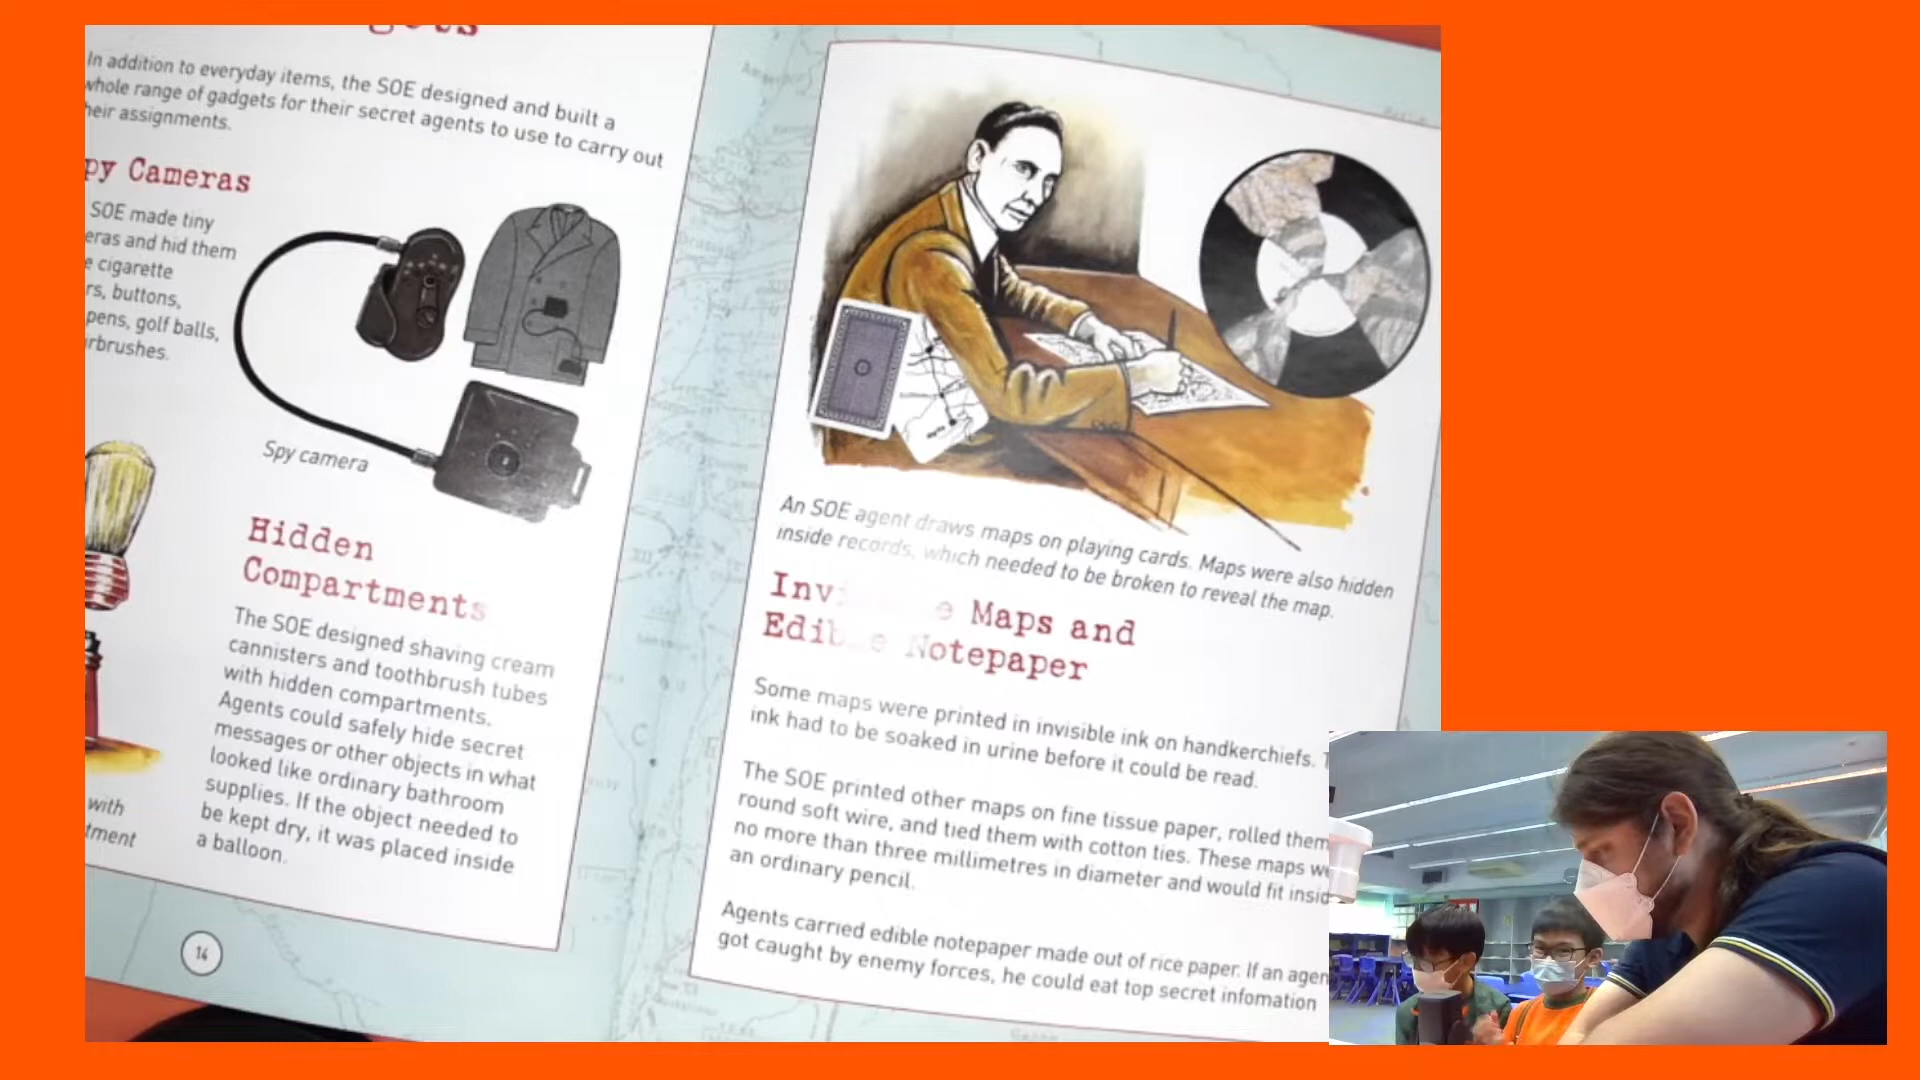 In addition to everyday items, the SOE designed and built a
whole range of gadgets for their secret agents to use to carry out
heir assignments.
py Cameras
SOE made tiny
eras and hid them
e cigarette
rs, buttons,
pens, golf balls,
irbrushes.
Spy camera
Hidden
Compartments
The SOE designed shaving cream
cannisters and toothbrush tubes
with hidden compartments.
Agents could safely hide secret
messages or other objects in what
looked like ordinary bathroom
supplies. If the object needed to
be kept dry, it was placed inside
a balloon.
with
tment
14
An SOE agent draws maps on playing cards. Maps were also hidden
inside records, which needed to be broken to reveal the map.
Maps and
Notepaper
Some maps were printed in invisible ink on handkerchiefs.
ink had to be soaked in urine before it could be read.
The SOE printed other maps on fine tissue paper, rolled them
round soft wire, and tied them with cotton ties. These maps we
no more than three millimetres in diameter and would fit insid
an ordinary pencil.
Agents carried edible notepaper made out of rice paper. If an agen
got caught by enemy forces, he could eat top secret infomation